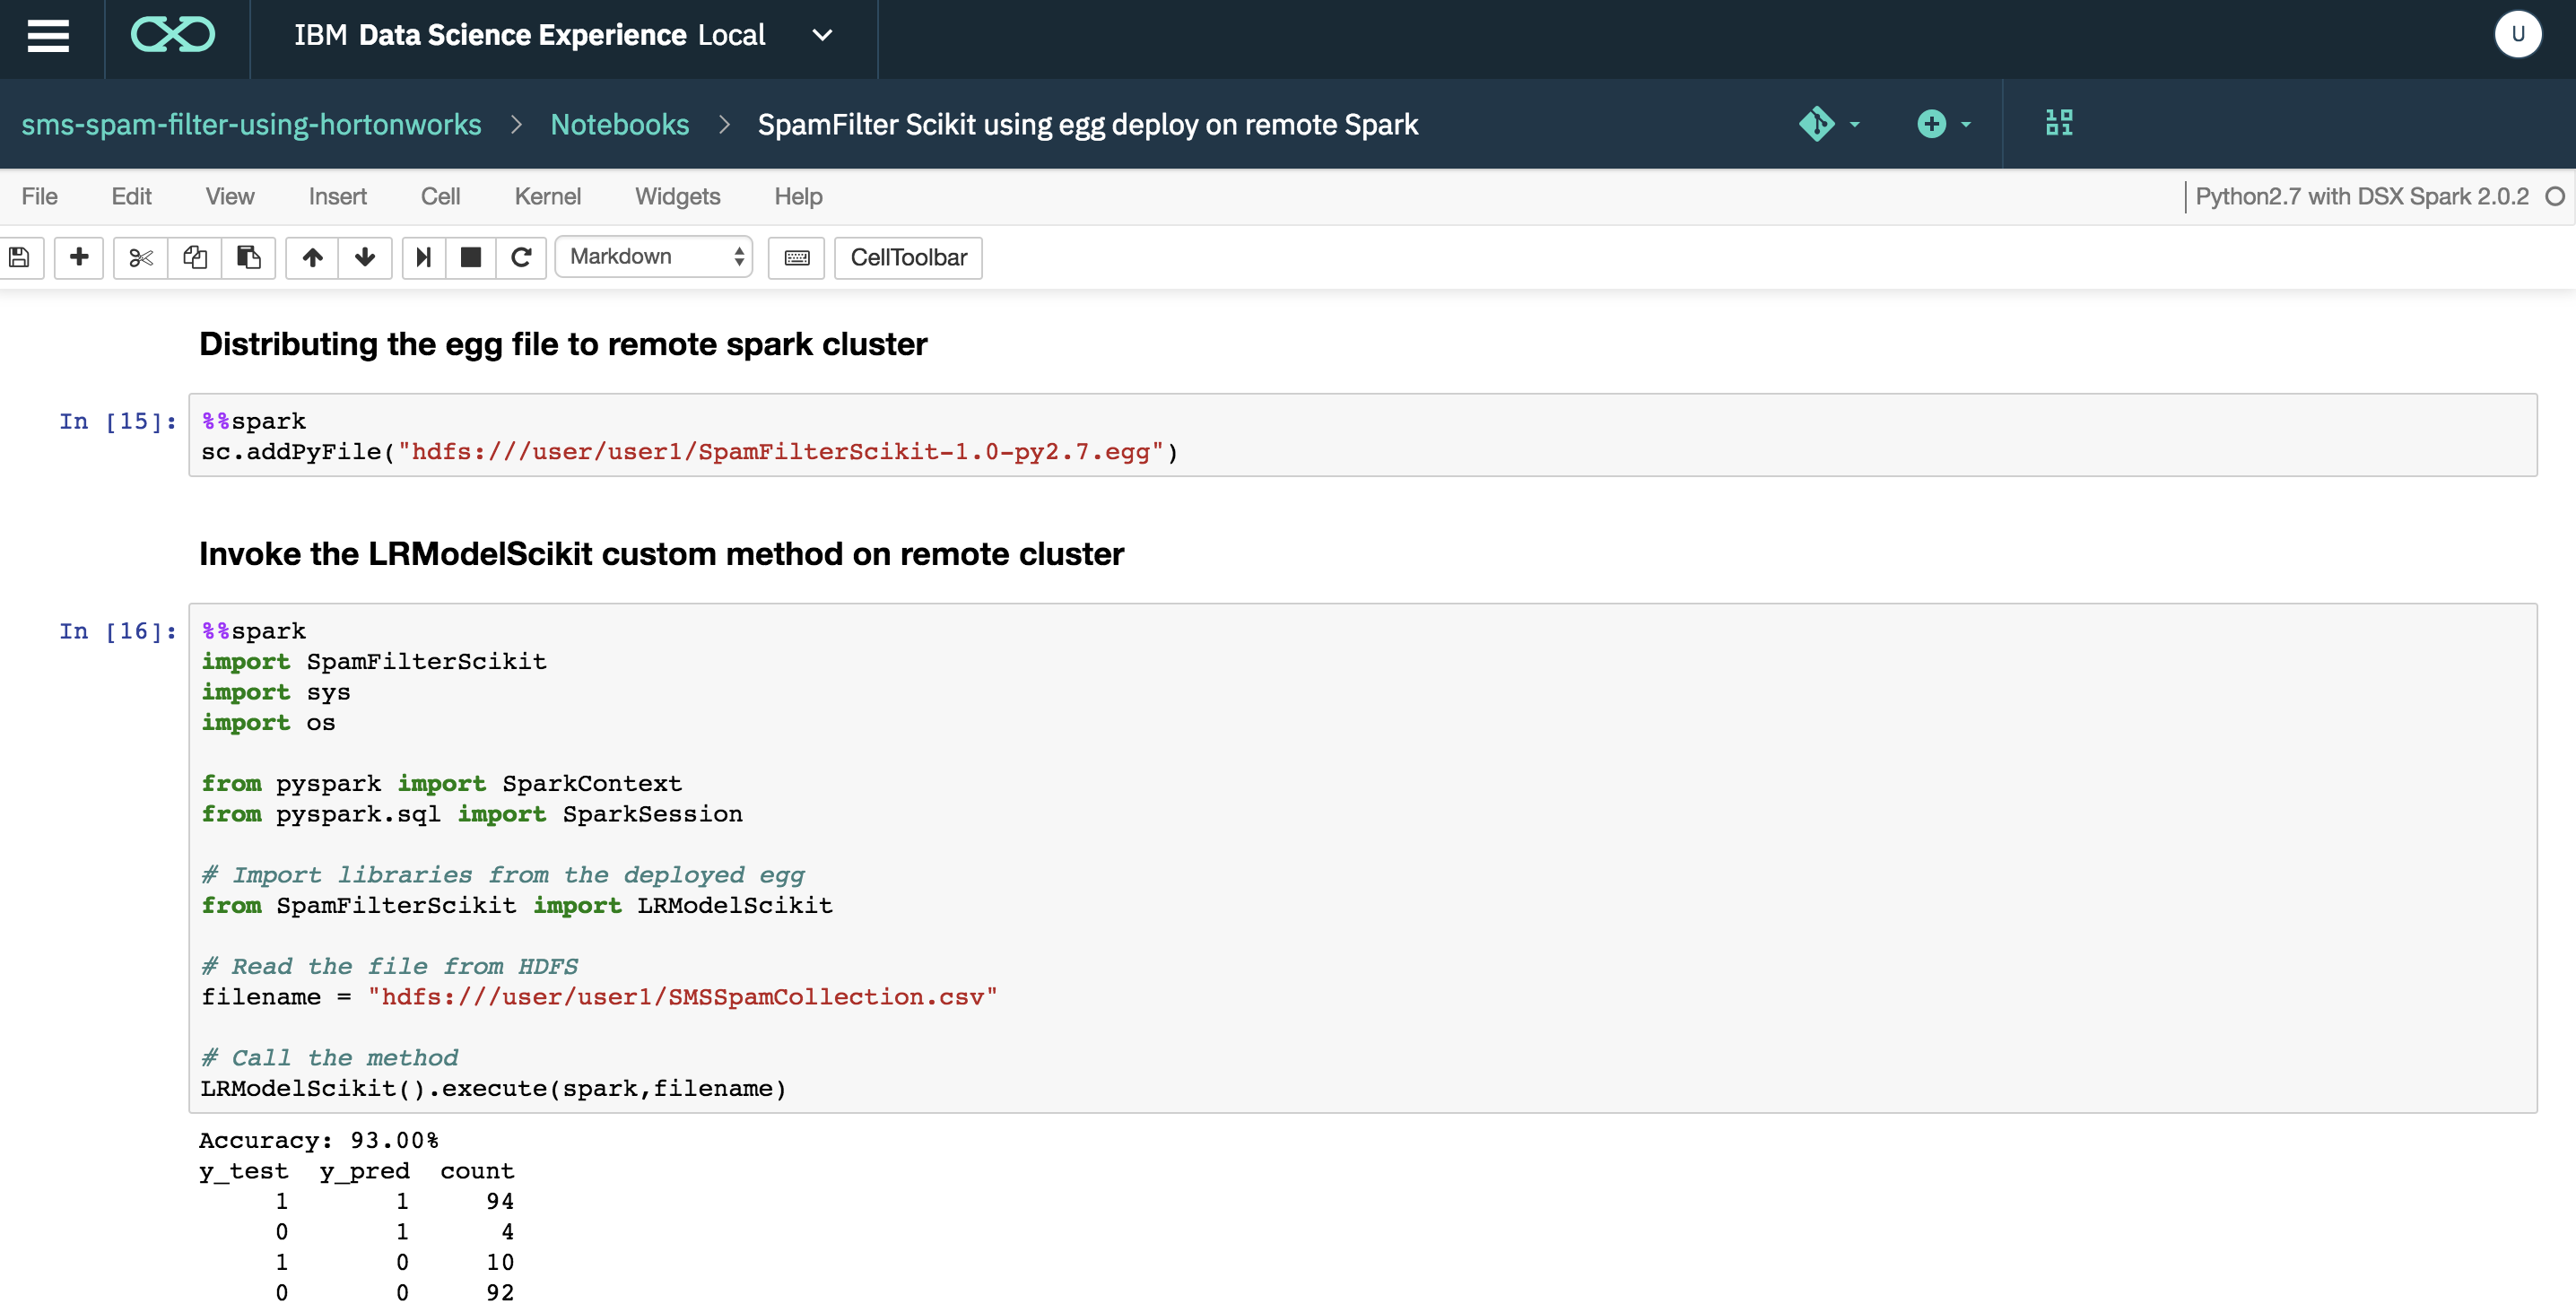 IBM Data Science Experience Local
U
sms-spam-filter-using-hortonworks > Notebooks > SpamFilter Scikit using egg deploy on remote Spark
File Edit View Insert Cell Kernel Widgets Help
Python2.7 with DSX Spark 2.0.2
Markdown
CellToolbar
Distributing the egg file to remote spark cluster
In [15]: %%spark
sc.addPyFile("hdfs:///user/user1/SpamFilterScikit-1.0-py2.7.egg")
Invoke the LRModelScikit custom method on remote cluster
In [16]: %%spark
import SpamFilterScikit
import sys
import os
from pyspark import SparkContext
from pyspark.sql import SparkSession
# Import libraries from the deployed egg
from SpamFilterScikit import LRModelScikit
# Read the file from HDFS
filename = "hdfs:///user/user1/SMSSpamCollection.csv"
# Call the method
LRModelScikit().execute(spark,filename)
Accuracy: 93.00%
y_test y_pred count
1 1 94
0 1 4
1 0 10
0 0 92